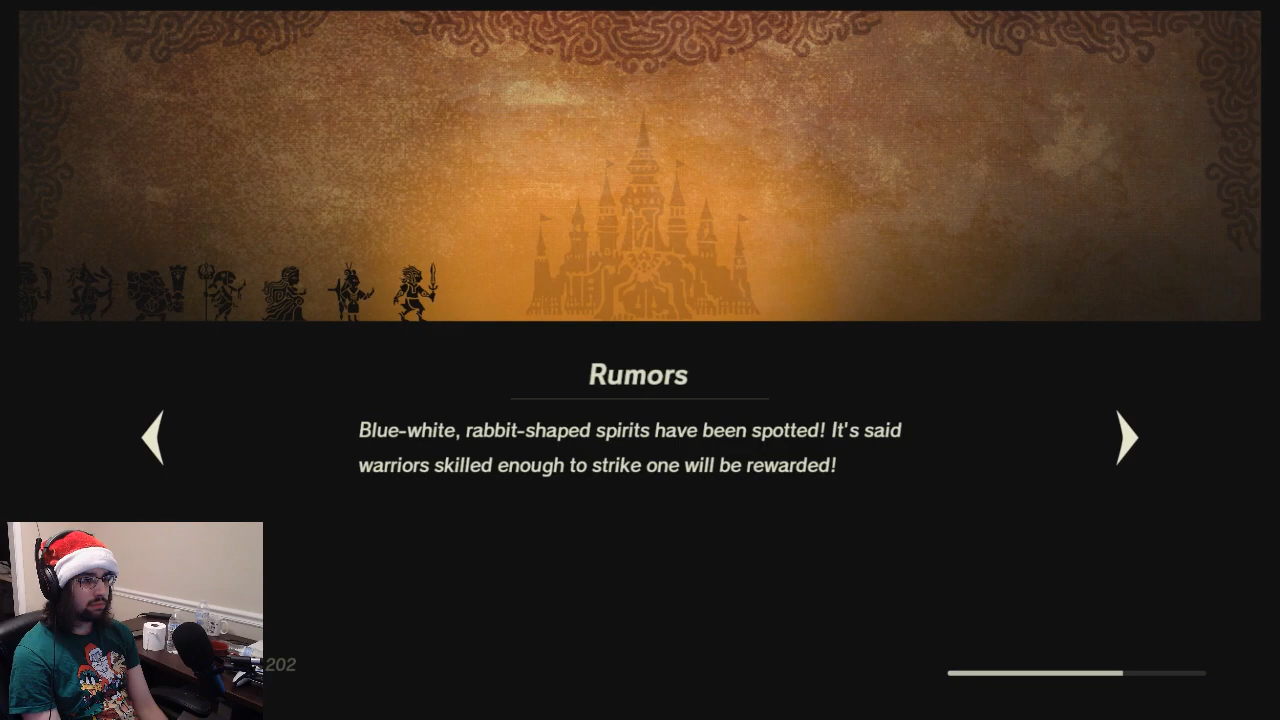 Rumors
Blue-white, rabbit-shaped spirits have been spotted! It's said
warriors skilled enough to strike one will be rewarded!
202